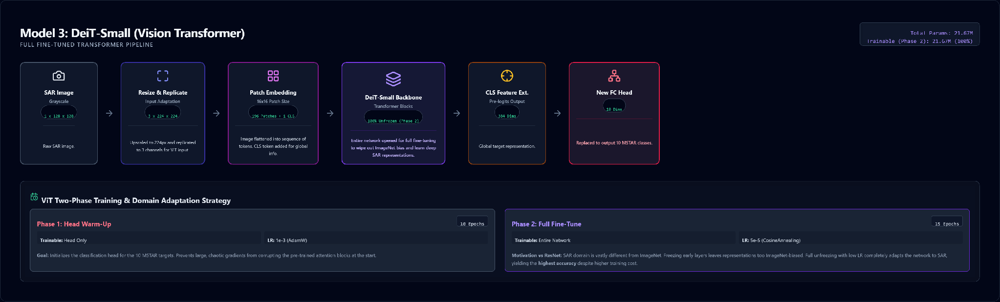 Model 3: DeiT-Small (Vision Transformer)
FULL FINE-TUNED TRANSFORMER PIPELINE
Total Params: 21.67M
Trainable (Phase 2): 21.67M (100%)
SAR Image
Grayscale
1 x 128 x 128
Raw SAR image.
Resize & Replicate
Input Adaptation
3 x 224 x 224
Upscaled to 224px and replicated
to 3 channels for ViT input.
Patch Embedding
16x16 Patch Size
196 Patches + 1 CLS
Image flattened into sequence of
tokens. CLS token added for global
info.
DeiT-Small Backbone
Transformer Blocks
100% Unfrozen (Phase 2)
Entire network opened for full fine-tuning
to wipe out ImageNet bias and learn deep
SAR representations.
CLS Feature Ext.
Pre-logits Output
384 Dims
Global target representation.
New FC Head
10 Dims
Replaced to output 10 MSTAR classes.
ViT Two-Phase Training & Domain Adaptation Strategy
Phase 1: Head Warm-Up
10 Epochs
Trainable: Head Only
LR: 1e-3 (AdamW)
Goal: Initializes the classification head for the 10 MSTAR targets. Prevents large, chaotic gradients from corrupting the pre-trained attention blocks at the start.
Phase 2: Full Fine-Tune
15 Epochs
Trainable: Entire Network
LR: 5e-5 (CosineAnnealing)
Motivation vs ResNet: SAR domain is vastly different from ImageNet. Freezing early layers leaves representations too ImageNet-biased. Full unfreezing with low LR completely adapts the network to SAR,
yielding the highest accuracy despite higher training cost.